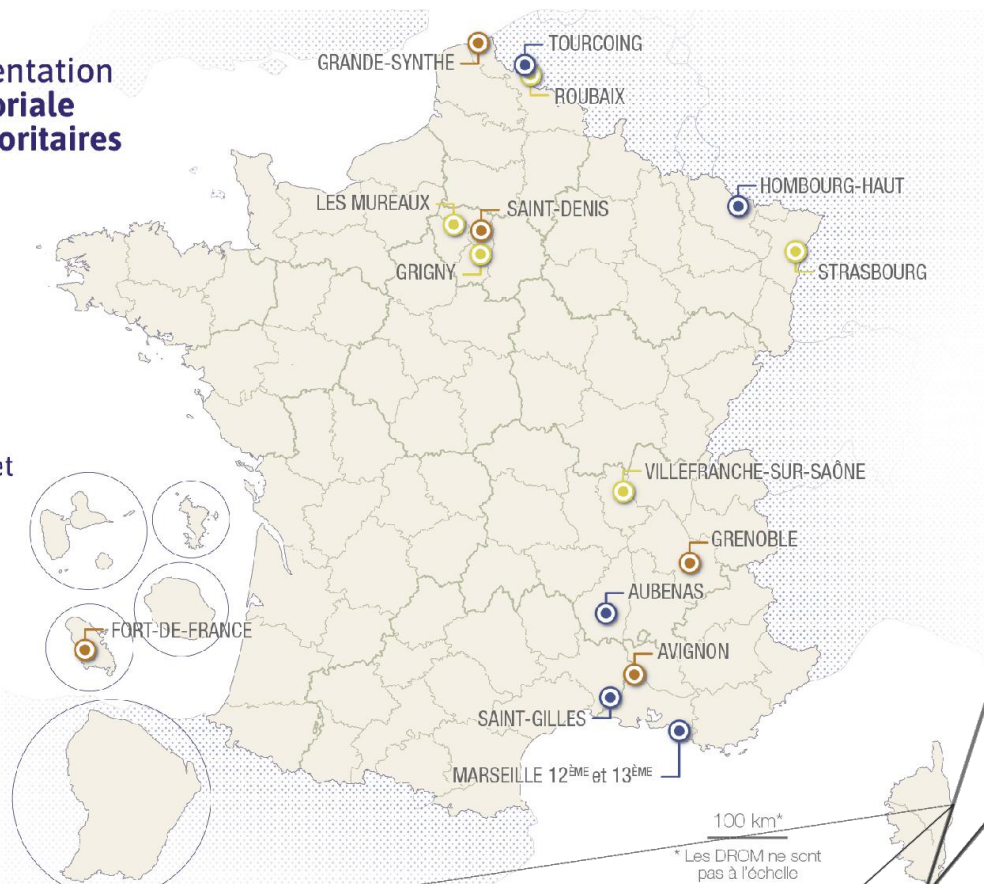 entation
oriale
oritaires
TOURCOING
GRANDE-SYNTHE
ROUBAIX
HOMBOURG-HAUT
LES MUREAUX
SAINT-DENIS
GRIGNY
STRASBOURG
et
VILLEFRANCHE-SUR-SAÔNE
GRENOBLE
AUBENAS
FORT-DE-FRANCE
AVIGNON
SAINT-GILLES
MARSEILLE 12ÈME et 13ÈME
100 km*
* Les DROM ne sont
pas à l'échelle